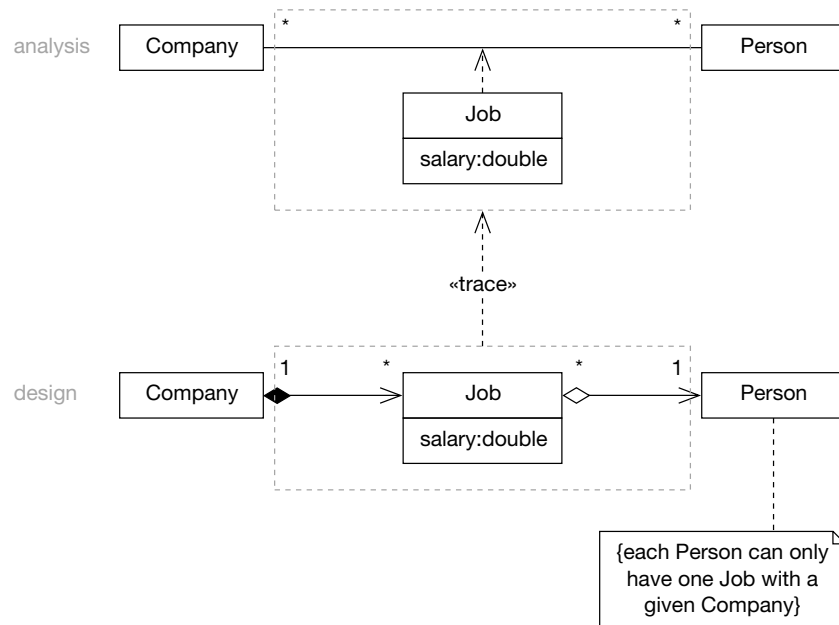 analysis
Company
*
*
Person
Job
salary:double
«trace»
design
Company
1
*
Job
salary:double
*
1
Person
{each Person can only
have one Job with a
given Company}